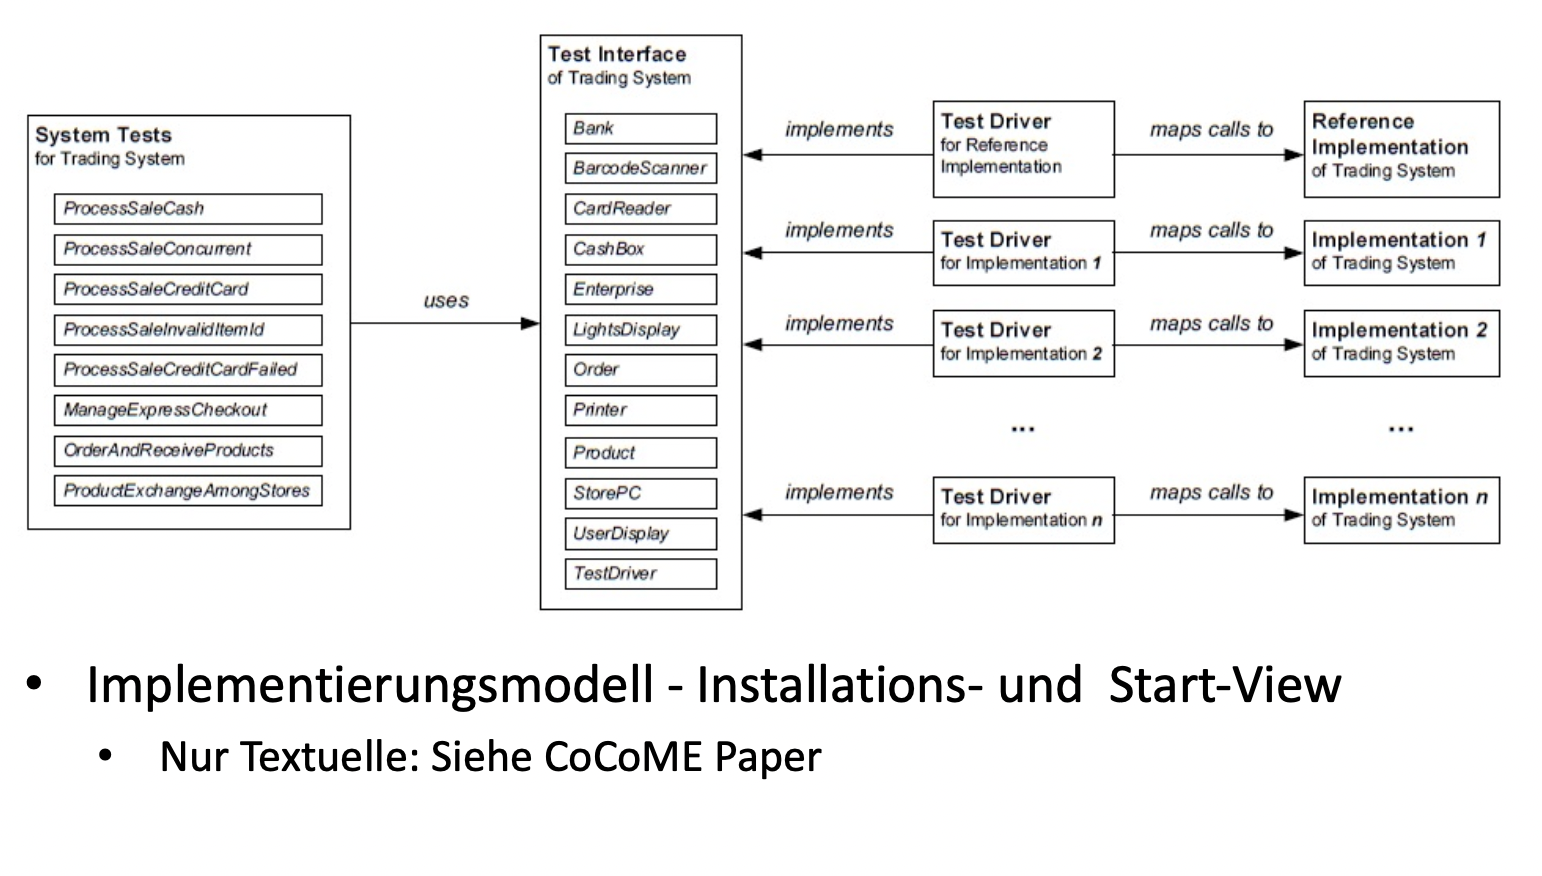 System Tests
for Trading System
ProcessSaleCash
ProcessSaleConcurrent
ProcessSaleCreditCard
ProcessSaleInvalidItemId
ProcessSaleCreditCardFailed
ManageExpressCheckout
OrderAndReceiveProducts
ProductExchangeAmongStores
uses
Test Interface
of Trading System
Bank
BarcodeScanner
CardReader
CashBox
Enterprise
LightsDisplay
Order
Printer
Product
StorePC
UserDisplay
TestDriver
implements
Test Driver
for Reference
Implementation
maps calls to
Reference
Implementation
of Trading System
implements
Test Driver
for Implementation 1
maps calls to
Implementation 1
of Trading System
implements
Test Driver
for Implementation 2
maps calls to
Implementation 2
of Trading System
...
...
implements
Test Driver
for Implementation n
maps calls to
Implementation n
of Trading System
• Implementierungsmodell - Installations- und  Start-View
• Nur Textuelle: Siehe CoCoME Paper